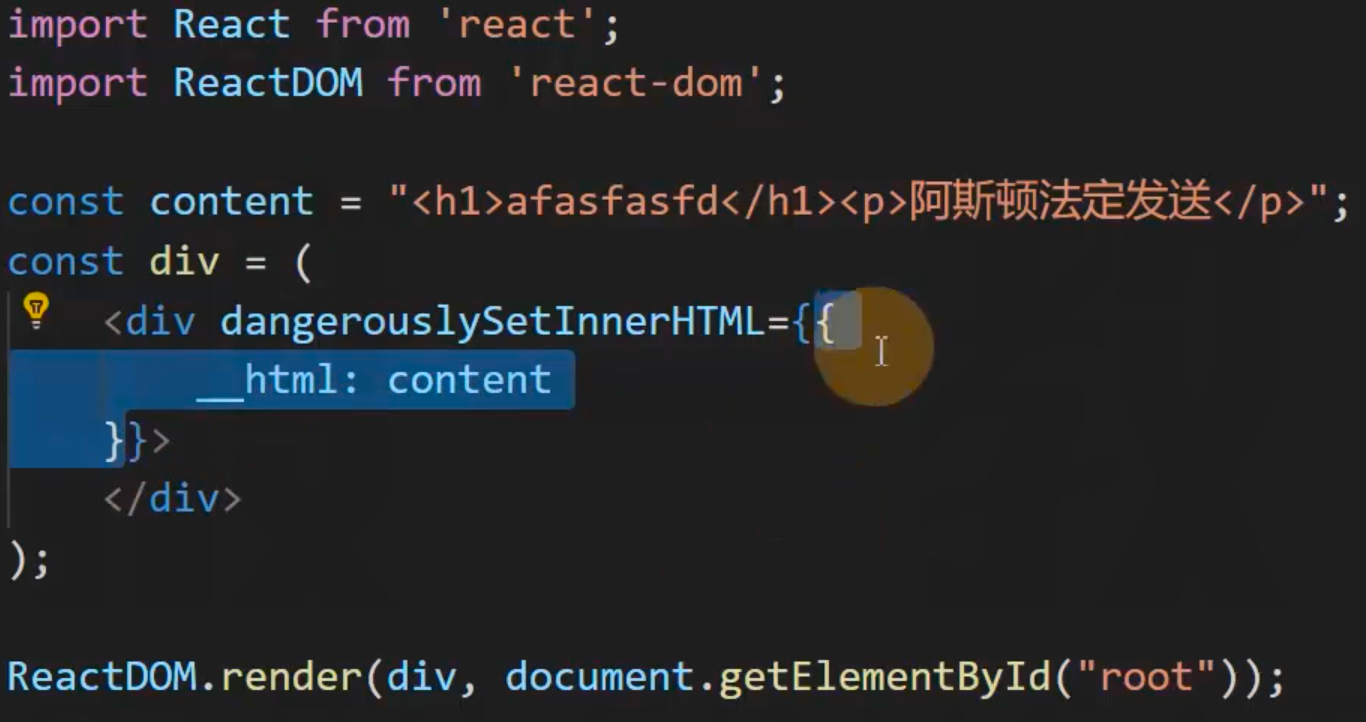 import React from 'react';
import ReactDOM from 'react-dom';
const content = "<h1>afasfasfd</h1><p>阿斯顿法定发送</p>";
const div = (
<div dangerouslySetInnerHTML={{
__html: content
}}>
</div>
);
ReactDOM.render(div, document.getElementById("root"));